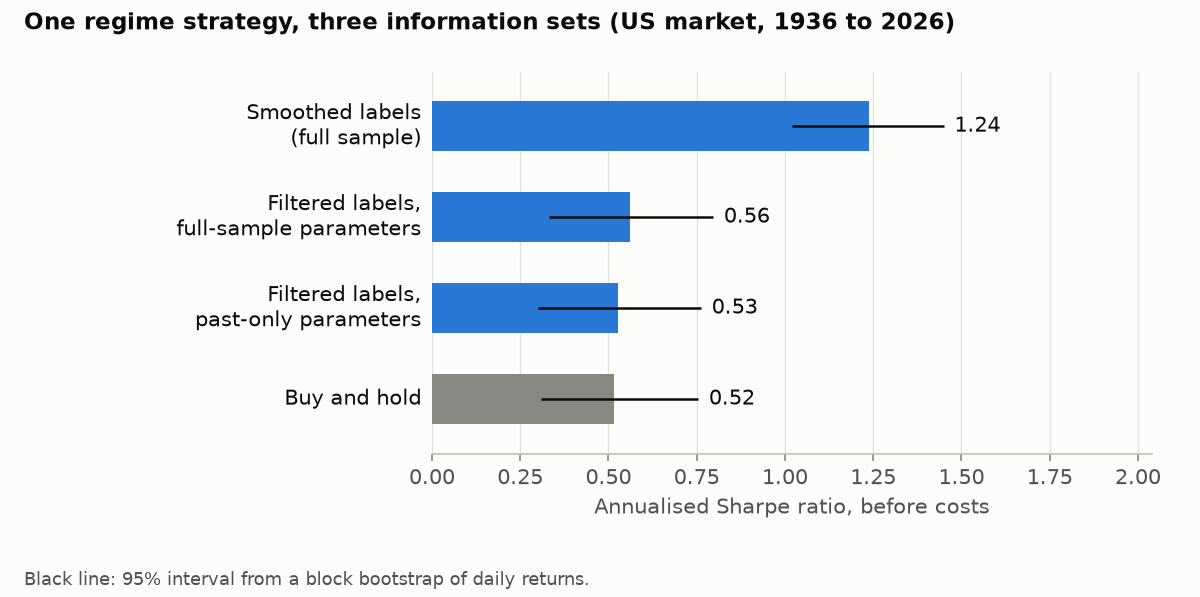 One regime strategy, three information sets (US market, 1936 to 2026)
Smoothed labels
(full sample)
1.24
Filtered labels,
full-sample parameters
0.56
Filtered labels,
past-only parameters
0.53
Buy and hold
0.52
0.00 0.25 0.50 0.75 1.00 1.25 1.50 1.75 2.00
Annualised Sharpe ratio, before costs
Black line: 95% interval from a block bootstrap of daily returns.